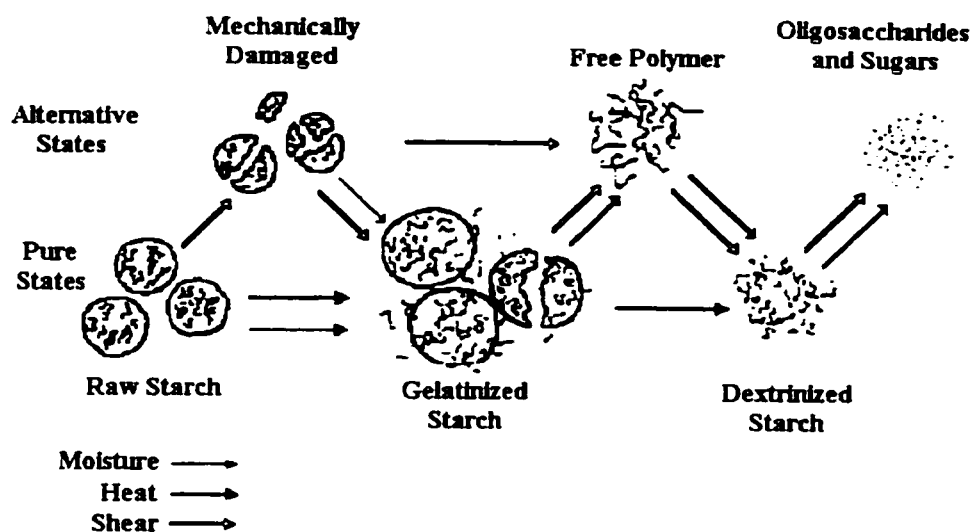 Mechanically
Damaged
Free Polymer
Oligosaccharides
and Sugars
Alternative
States
Pure
States
Raw Starch
Gelatinized
Starch
Dextrinized
Starch
Moisture
Heat
Shear